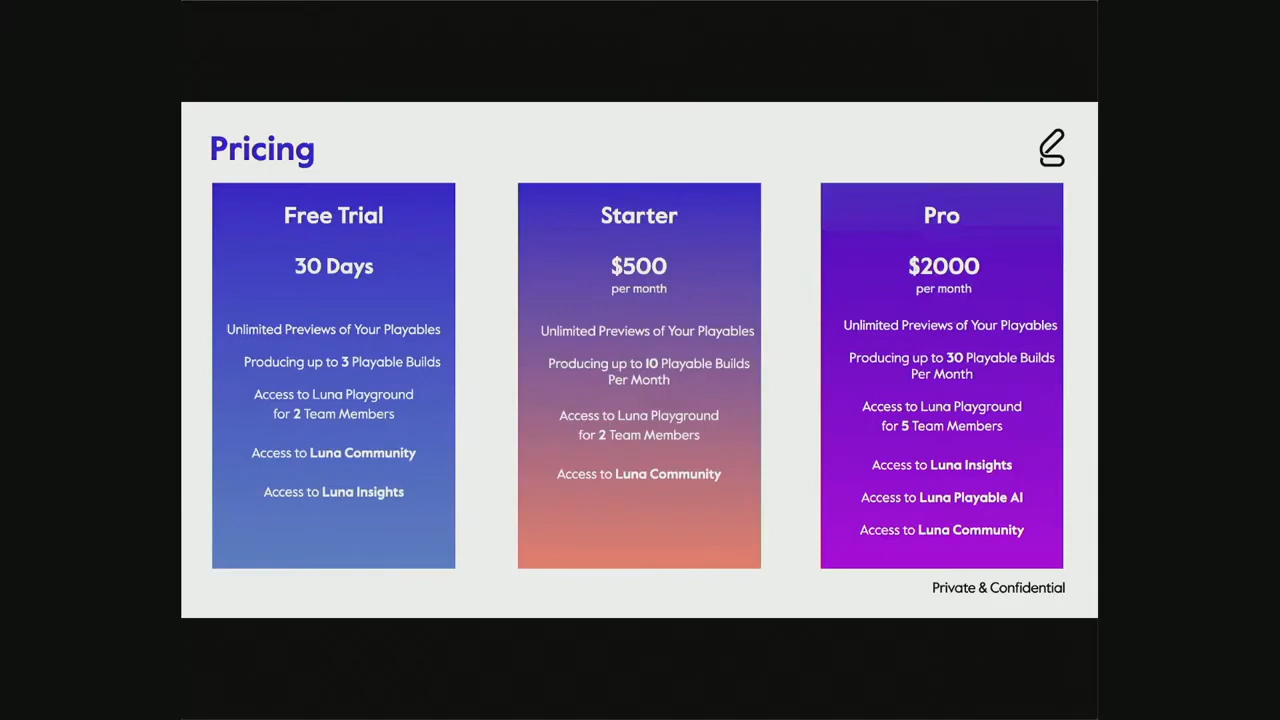 Pricing
Free Trial
30 Days
Unlimited Previews of Your Playables
Producing up to 3 Playable Builds
Access to Luna Playground
for 2 Team Members
Access to Luna Community
Access to Luna Insights
Starter
$500
per month
Unlimited Previews of Your Playables
Producing up to 10 Playable Builds
Per Month
Access to Luna Playground
for 2 Team Members
Access to Luna Community
Pro
$2000
per month
Unlimited Previews of Your Playables
Producing up to 30 Playable Builds
Per Month
Access to Luna Playground
for 5 Team Members
Access to Luna Insights
Access to Luna Playable AI
Access to Luna Community
Private & Confidential